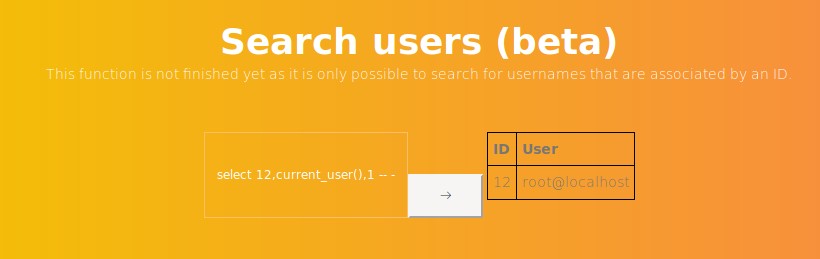 Search users (beta)
This function is not finished yet as it is only possible to search for usernames that are associated by an ID.
select 12,current_user(),1 -- -
→
ID User
12 root@localhost